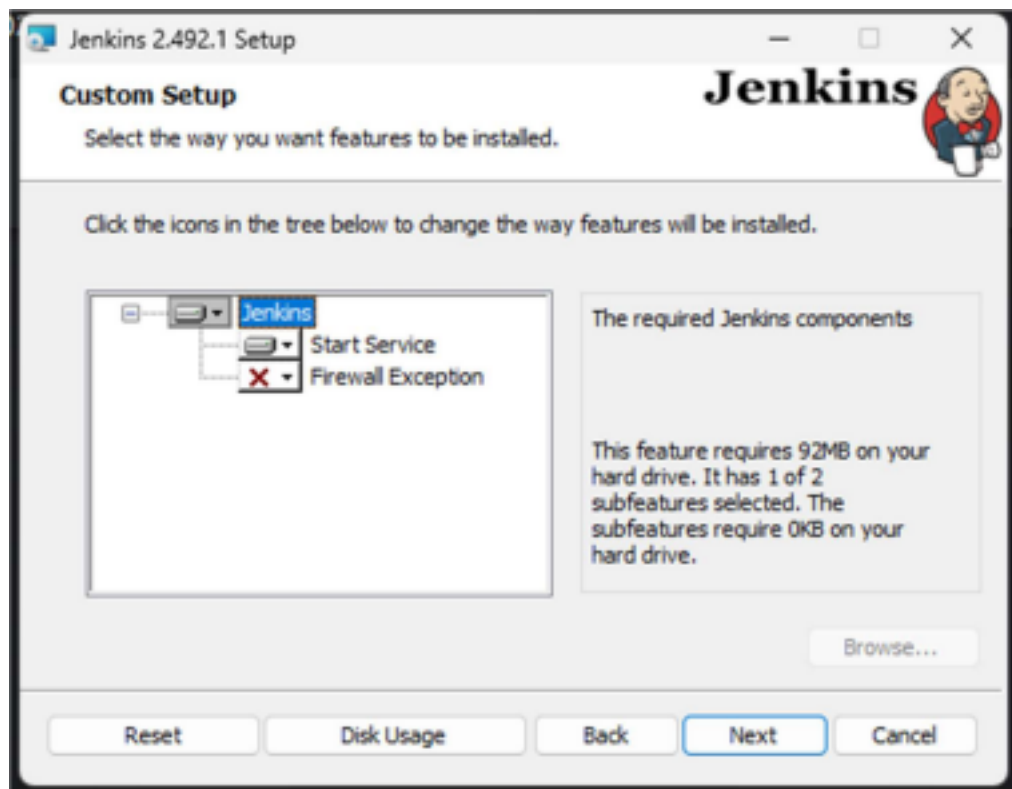 Jenkins 2.492.1 Setup
Custom Setup
Select the way you want features to be installed.
Jenkins
Click the icons in the tree below to change the way features will be installed.
Jenkins
Start Service
Firewall Exception
The required Jenkins components
This feature requires 92MB on your
hard drive. It has 1 of 2
subfeatures selected. The
subfeatures require 0KB on your
hard drive.
Browse...
Reset
Disk Usage
Back
Next
Cancel